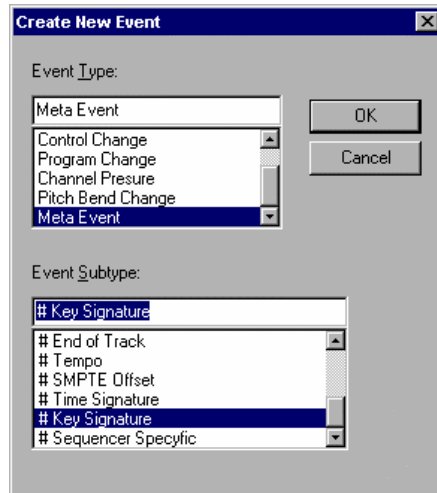 Create New Event
Event Type:
Meta Event
OK
Control Change
Program Change
Channel Presure
Pitch Bend Change
Meta Event
Cancel
Event Subtype:
# Key Signature
# End of Track
# Tempo
# SMPTE Offset
# Time Signature
# Key Signature
# Sequencer Specyfic